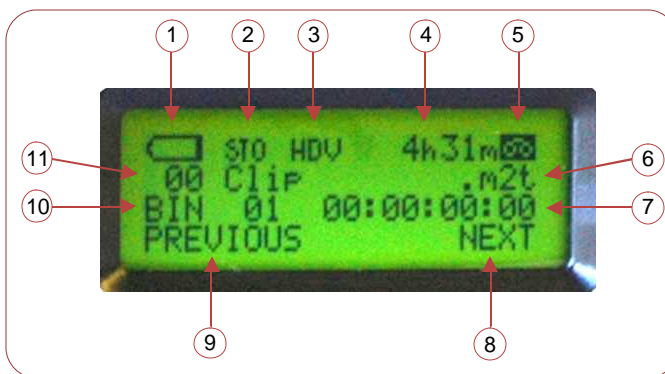 1 2 3 4 5
STO HDV 4h31m
11 00 Clip .m2t 6
10 BIN 01 00:00:00:00 7
PREVIOUS NEXT
9 8